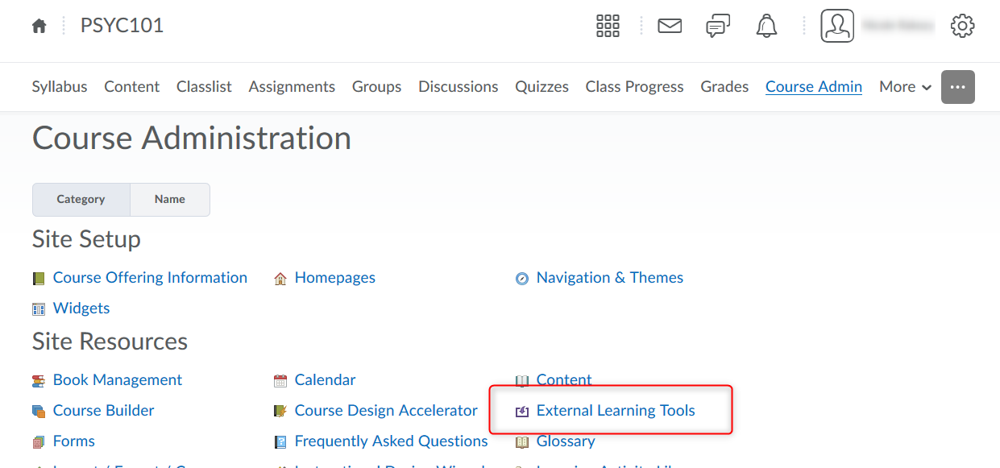 PSYC101
Syllabus Content Classlist Assignments Groups Discussions Quizzes Class Progress Grades Course Admin More
Course Administration
Category Name
Site Setup
Course Offering Information Homepages Navigation & Themes
Widgets
Site Resources
Book Management Calendar Content
Course Builder Course Design Accelerator External Learning Tools
Forms Frequently Asked Questions Glossary